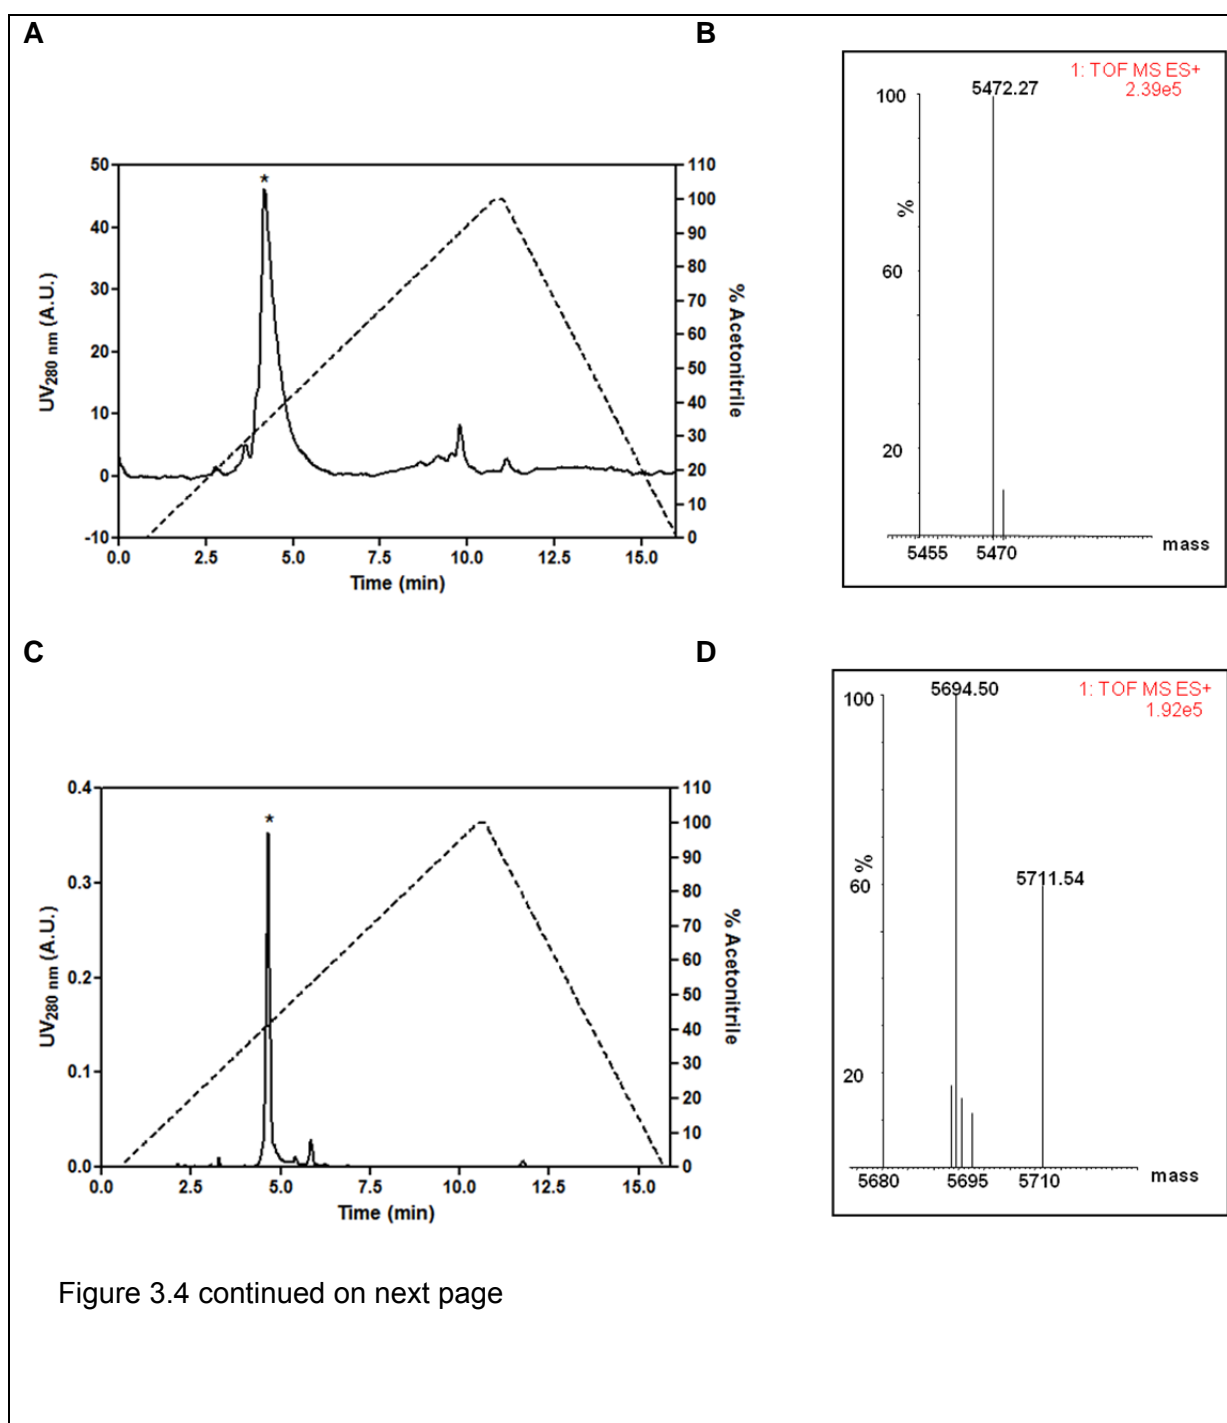 A
B
1: TOF MS ES+
2.39e5
100
5472.27
%
60
20
5455
5470
mass
50
40
30
20
10
0
-10
UV280 nm (A.U.)
110
100
90
80
70
60
50
40
30
20
10
0
% Acetonitrile
*
0.0 2.5 5.0 7.5 10.0 12.5 15.0
Time (min)
C
D
1: TOF MS ES+
1.92e5
100
5694.50
5711.54
%
60
20
5680 5695 5710
mass
0.4
0.3
0.2
0.1
0.0
UV280 nm (A.U.)
110
100
90
80
70
60
50
40
30
20
10
0
% Acetonitrile
*
0.0 2.5 5.0 7.5 10.0 12.5 15.0
Time (min)
Figure 3.4 continued on next page